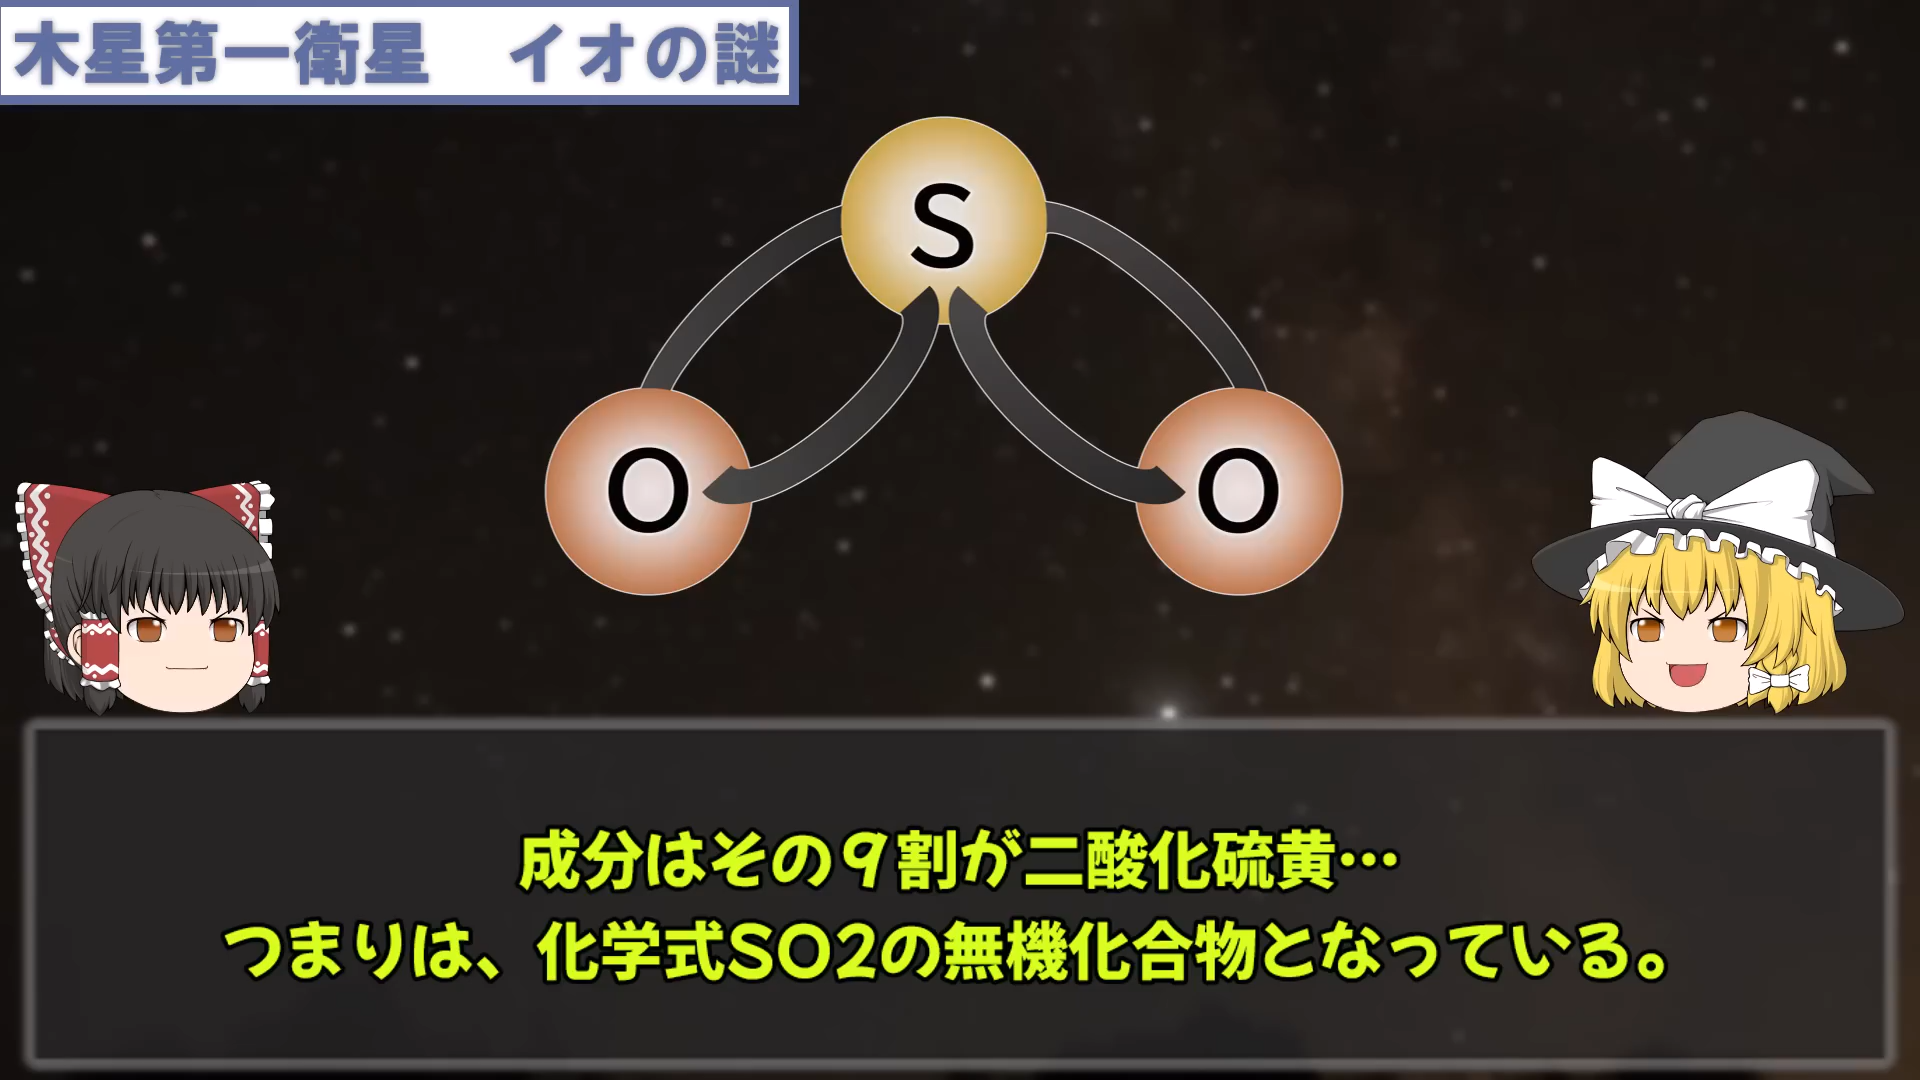 木星第一衛星　イオの謎
S
O
O
成分はその９割が二酸化硫黄…
つまりは、化学式SO2の無機化合物となっている。